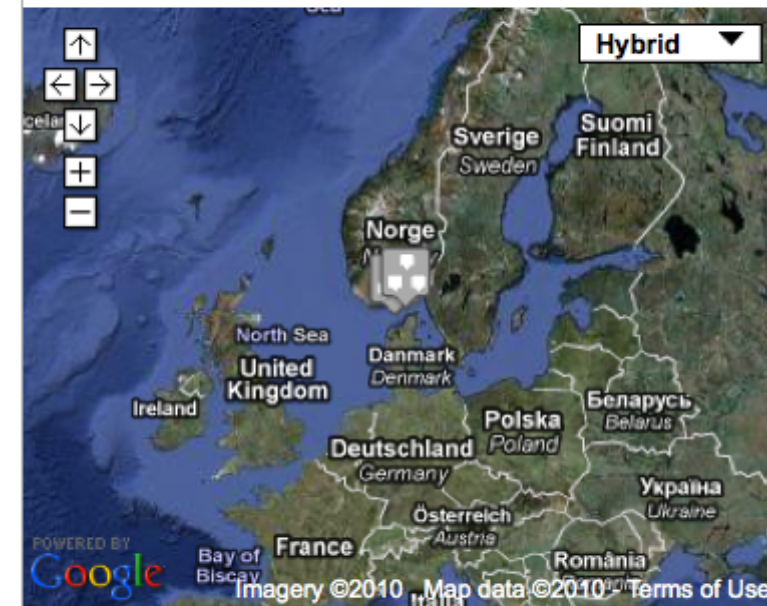 Hybrid
Sverige
Sweden
Suomi
Finland
Norge
North Sea
United
Kingdom
Ireland
Danmark
Denmark
Беларусь
Belarus
Polska
Poland
Deutschland
Germany
Україна
Ukraine
Österreich
Austria
France
România
Bay of
Biscay
POWERED BY
Google
Imagery ©2010 Map data ©2010 - Terms of Use